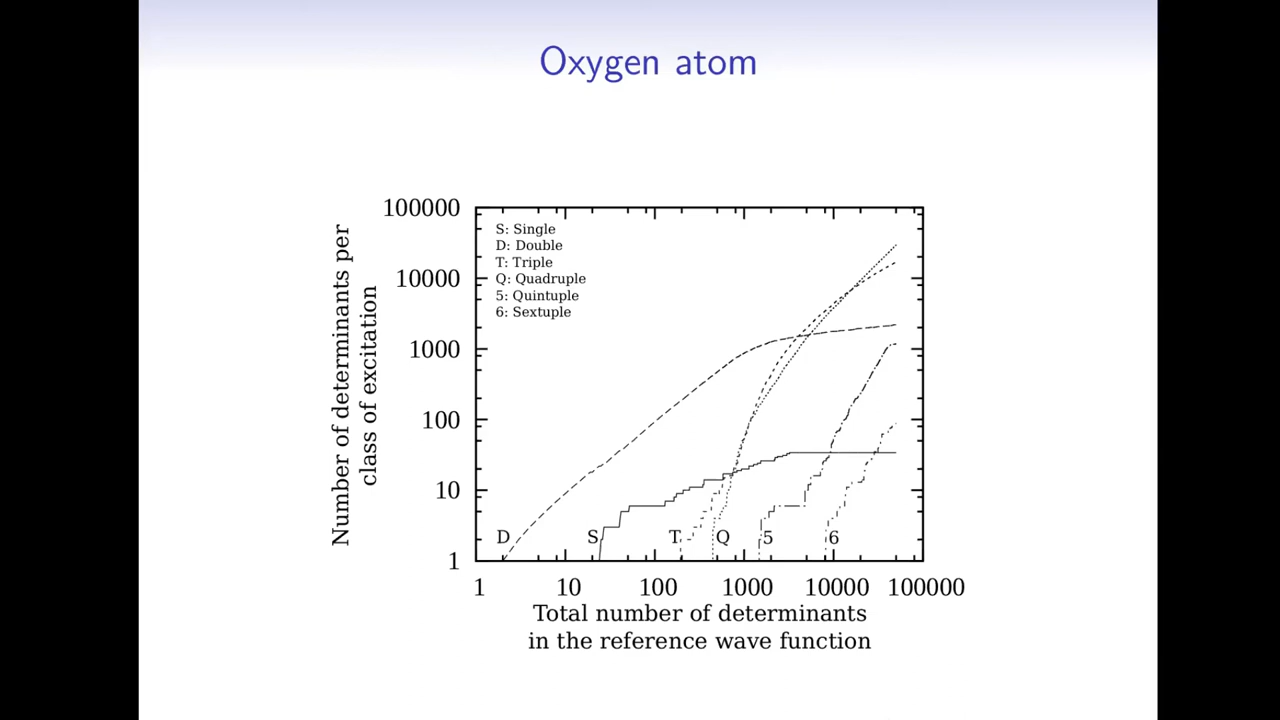 Oxygen atom
Number of determinants per
class of excitation
100000
10000
1000
100
10
1
S: Single
D: Double
T: Triple
Q: Quadruple
5: Quintuple
6: Sextuple
D
S
T
Q
5
6
1
10
100
1000
10000
100000
Total number of determinants
in the reference wave function